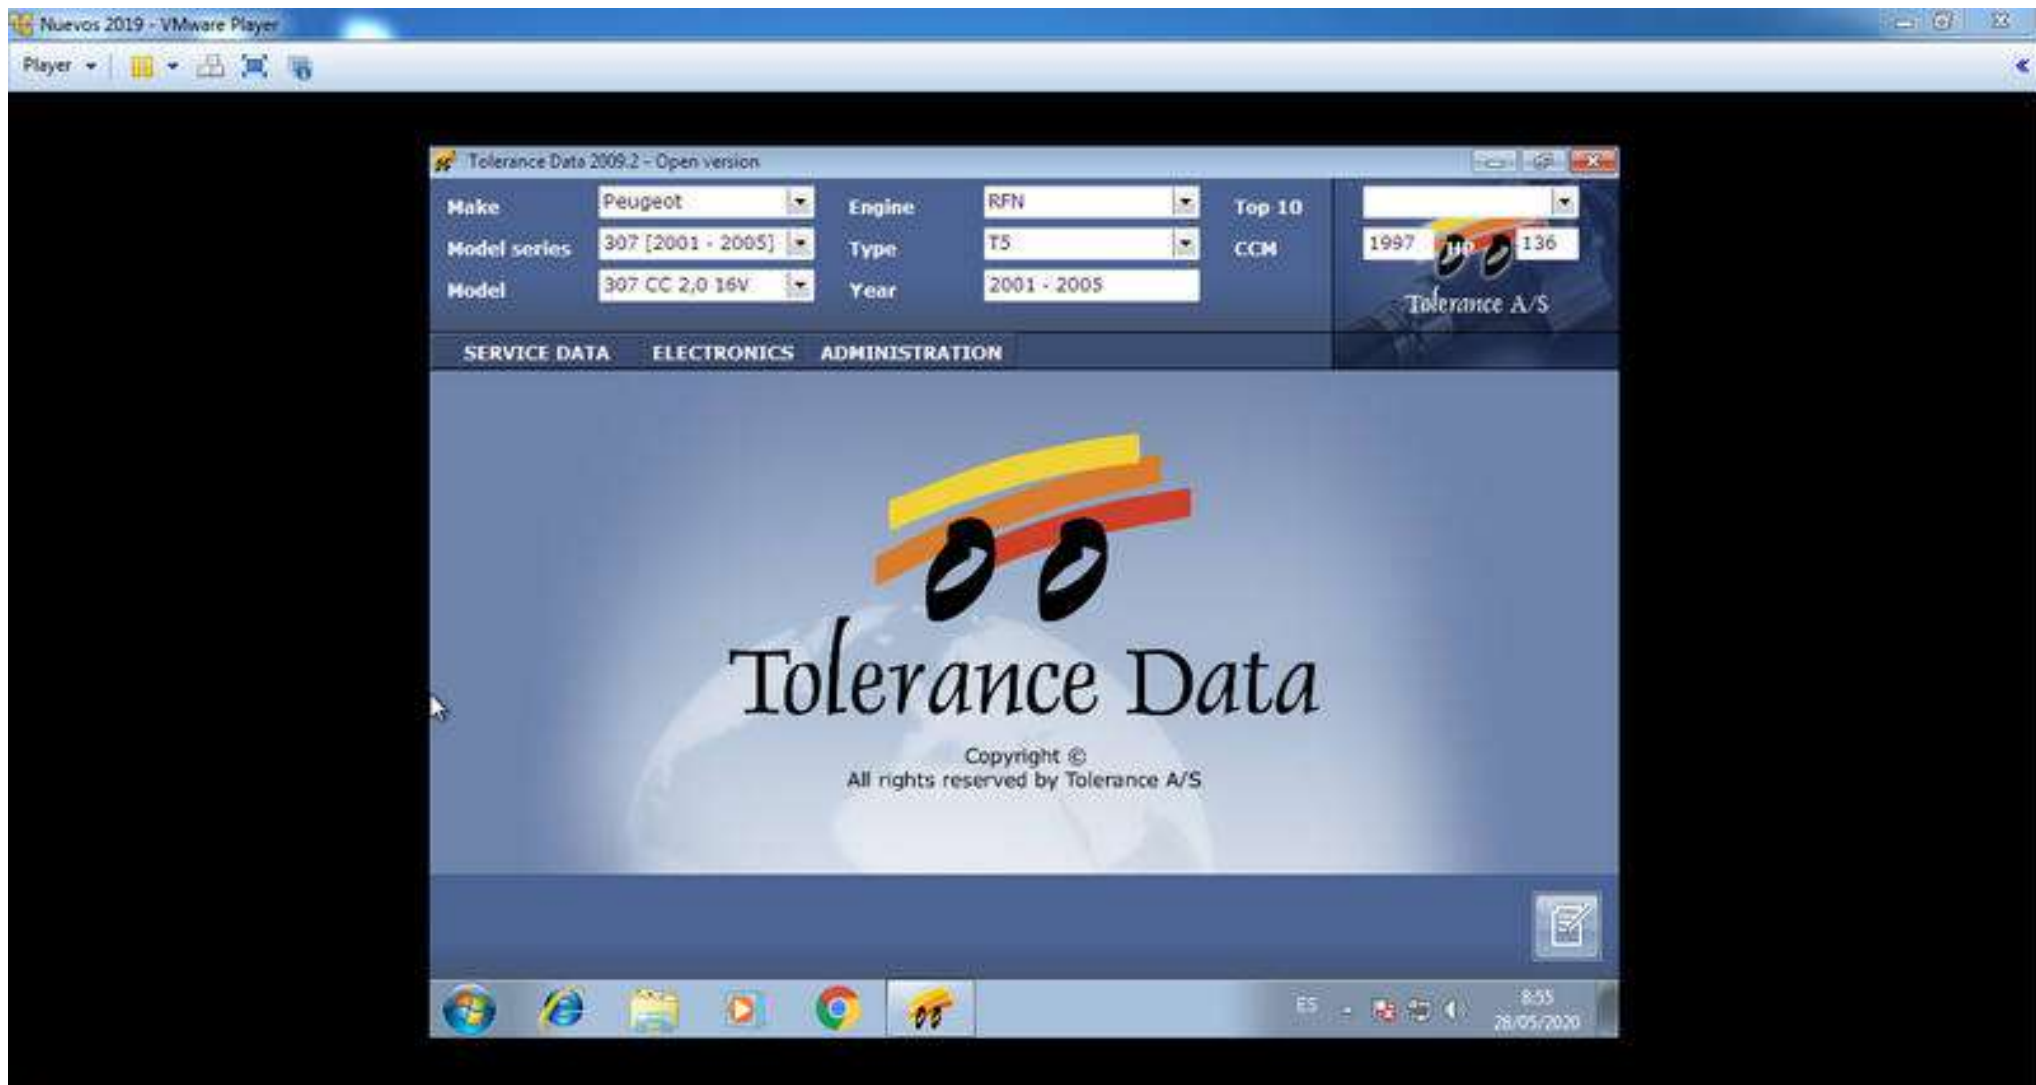 Nuevos 2019 - VMware Player
Player
Tolerance Data 2009.2 - Open version
Make Peugeot Engine RFN Top 10
Model series 307 [2001 - 2005] Type T5 CCM 1997 HP 136
Model 307 CC 2,0 16V Year 2001 - 2005
Tolerance A/S
SERVICE DATA ELECTRONICS ADMINISTRATION
Tolerance Data
Copyright ©
All rights reserved by Tolerance A/S
ES 8:55
28/05/2020